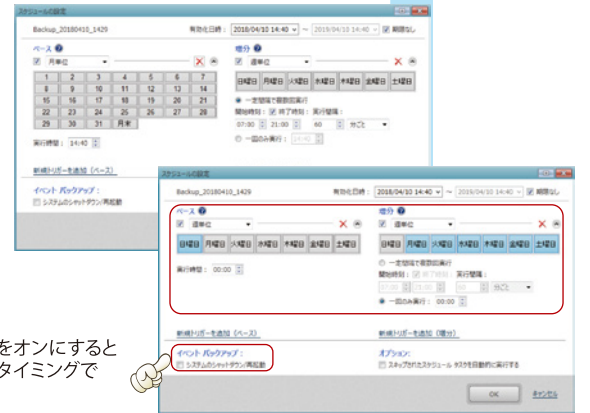 スケジュールの設定
Backup_20180410_1429
有効化日時： 2018/04/10 14:40 ～ 2019/04/10 14:40 期限なし
ベース
月単位
1 2 3 4 5 6 7
8 9 10 11 12 13 14
15 16 17 18 19 20 21
22 23 24 25 26 27 28
29 30 31 月末
実行時間： 14:40
増分
週単位
日曜日 月曜日 火曜日 水曜日 木曜日 金曜日 土曜日
一定間隔で複数回実行
開始時刻： 終了時刻： 実行間隔：
07:00 21:00 60 分ごと
一回のみ実行： 14:40
新規トリガーを追加（ベース）
イベント バックアップ：
システムのシャットダウン/再起動
スケジュールの設定
Backup_20180410_1429
有効化日時： 2018/04/10 14:40 ～ 2019/04/10 14:40 期限なし
ベース
週単位
日曜日 月曜日 火曜日 水曜日 木曜日 金曜日 土曜日
実行時間： 00:00
増分
週単位
日曜日 月曜日 火曜日 水曜日 木曜日 金曜日 土曜日
一定間隔で複数回実行
開始時刻： 終了時刻： 実行間隔：
60 分ごと
一回のみ実行： 00:00
新規トリガーを追加（ベース）
新規トリガーを追加（増分）
イベント バックアップ：
システムのシャットダウン/再起動
オプション：
スキップされたスケジュール タスクを自動的に実行する
OK キャンセル
をオンにすると
タイミングで